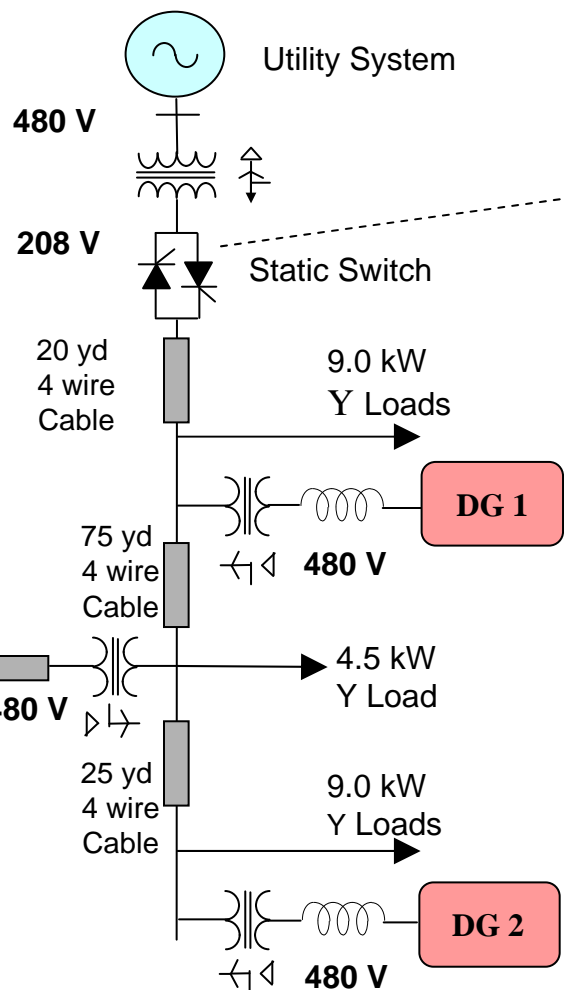 Utility System
480 V
208 V
Static Switch
20 yd
4 wire
Cable
9.0 kW
Y Loads
DG 1
480 V
75 yd
4 wire
Cable
4.5 kW
Y Load
80 V
25 yd
4 wire
Cable
9.0 kW
Y Loads
DG 2
480 V